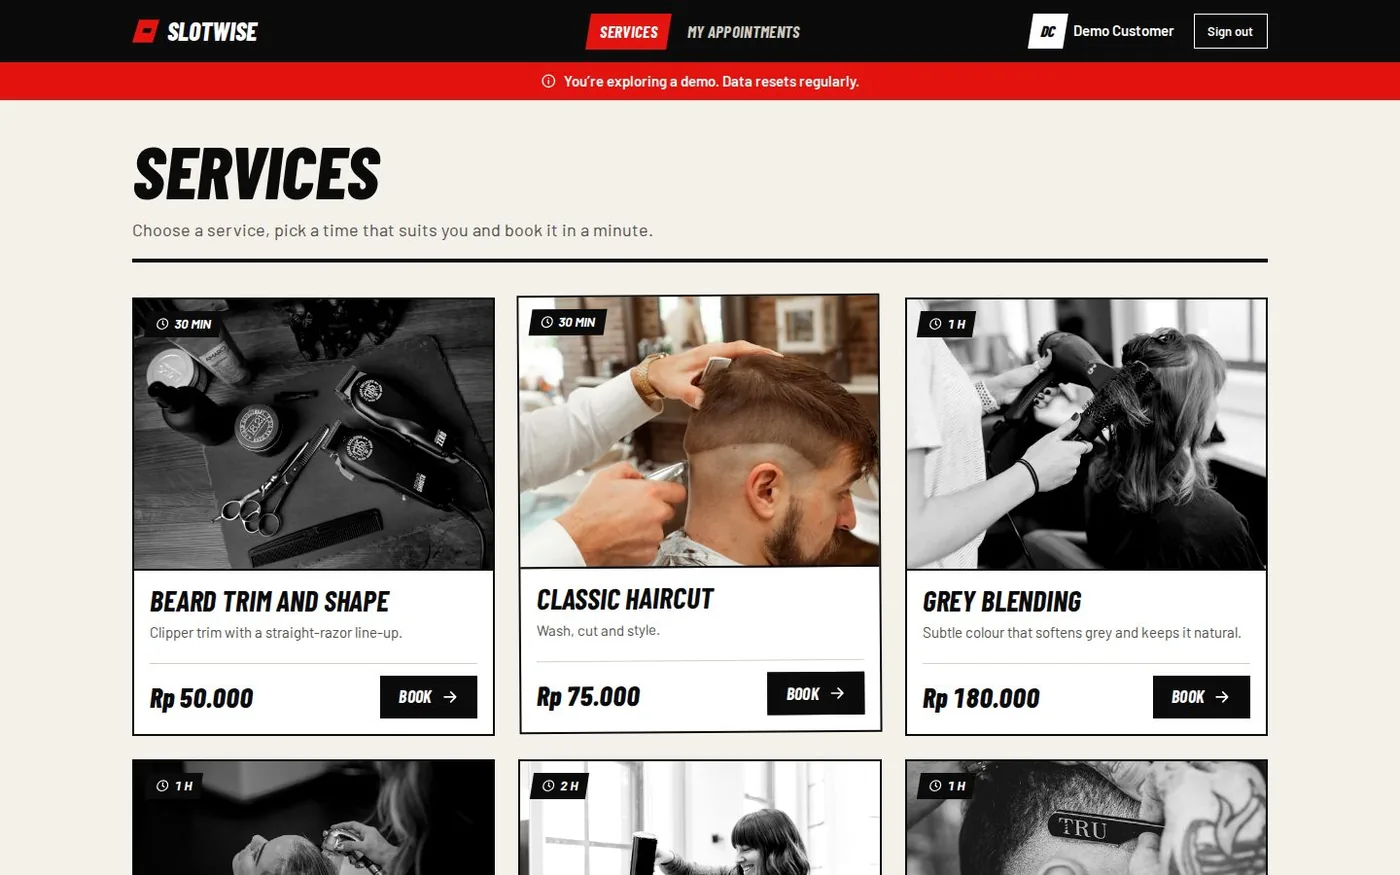 SLOTWISE
SERVICES
MY APPOINTMENTS
DC
Demo Customer
Sign out
You're exploring a demo. Data resets regularly.
SERVICES
Choose a service, pick a time that suits you and book it in a minute.
30 MIN
30 MIN
1 H
BEARD TRIM AND SHAPE
CLASSIC HAIRCUT
GREY BLENDING
Clipper trim with a straight-razor line-up.
Wash, cut and style.
Subtle colour that softens grey and keeps it natural.
Rp 50.000
BOOK
Rp 75.000
BOOK
Rp 180.000
BOOK
1 H
2 H
1 H
TRU